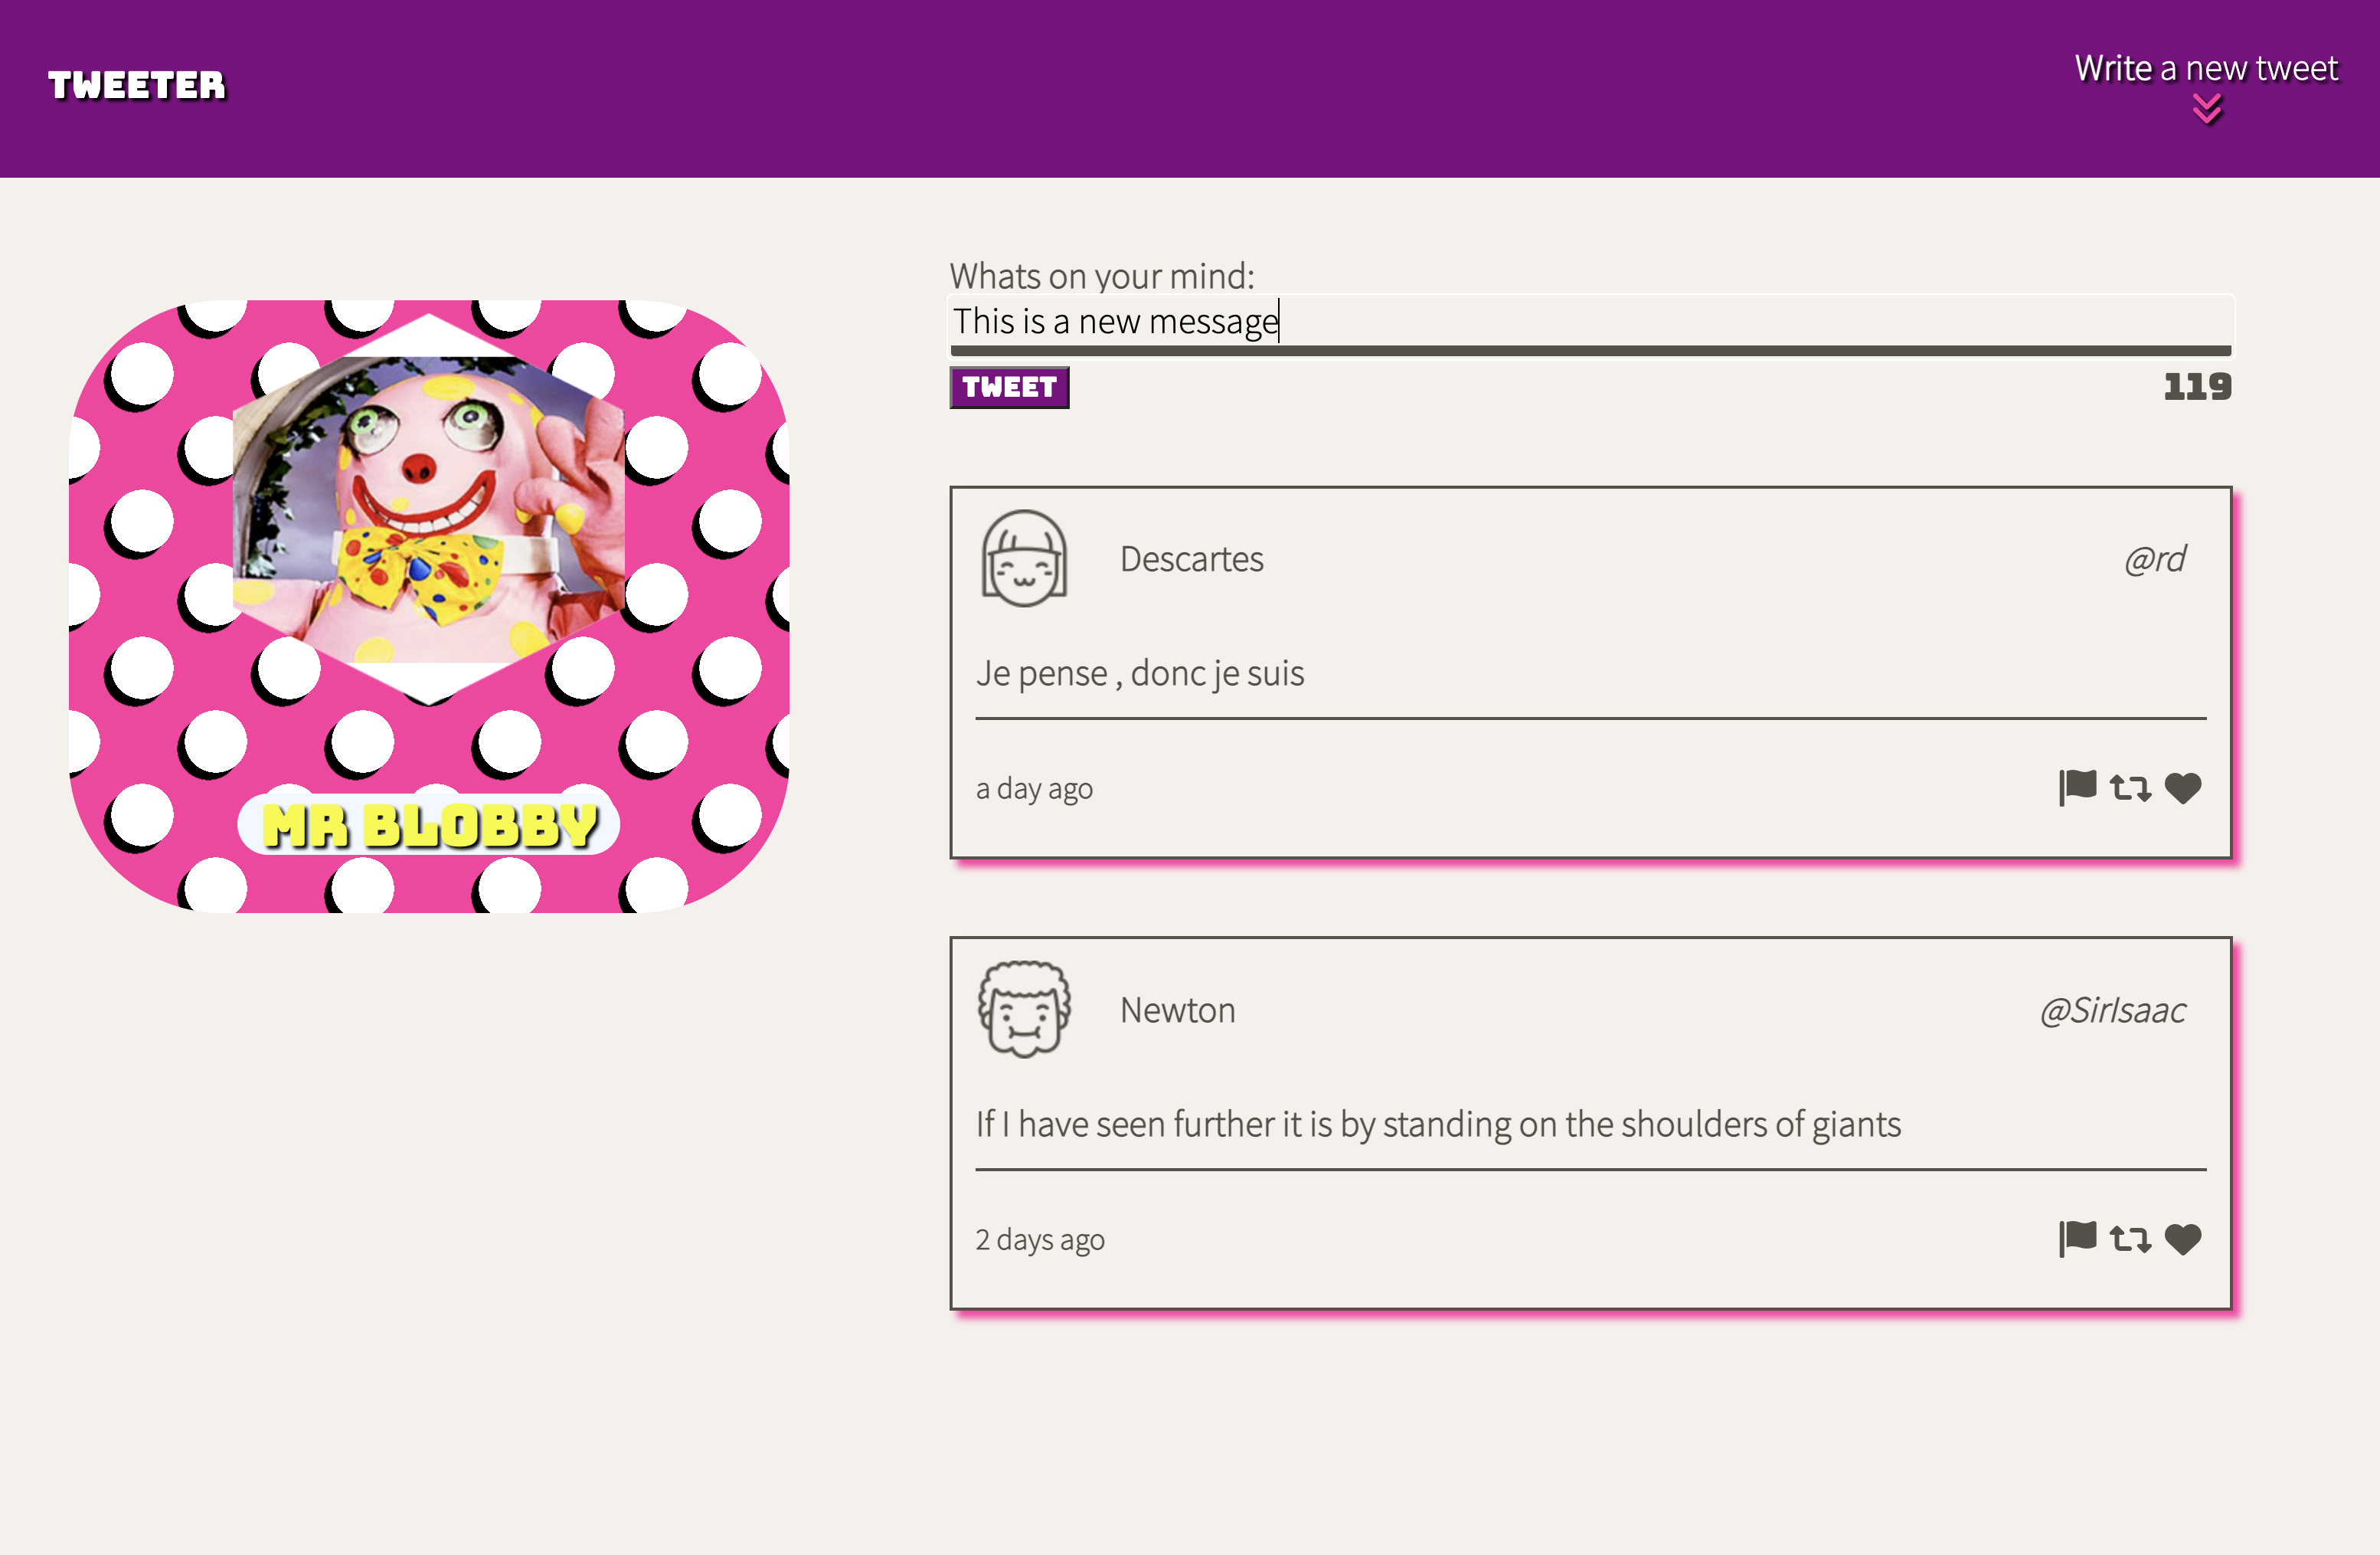 TWEETER
Write a new tweet
Whats on your mind:
This is a new message
TWEET
119
MR BLOBBY
Descartes
@rd
Je pense , donc je suis
a day ago
Newton
@SirIsaac
If I have seen further it is by standing on the shoulders of giants
2 days ago